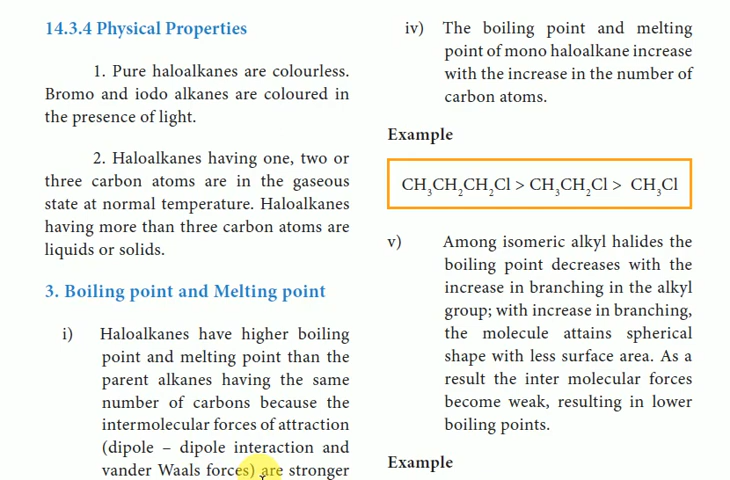 14.3.4 Physical Properties
1. Pure haloalkanes are colourless.
Bromo and iodo alkanes are coloured in
the presence of light.
2. Haloalkanes having one, two or
three carbon atoms are in the gaseous
state at normal temperature. Haloalkanes
having more than three carbon atoms are
liquids or solids.
3. Boiling point and Melting point
i) Haloalkanes have higher boiling
point and melting point than the
parent alkanes having the same
number of carbons because the
intermolecular forces of attraction
(dipole – dipole interaction and
vander Waals forces) are stronger
iv) The boiling point and melting
point of mono haloalkane increase
with the increase in the number of
carbon atoms.
Example
CH₃CH₂CH₂Cl > CH₃CH₂Cl > CH₃Cl
v) Among isomeric alkyl halides the
boiling point decreases with the
increase in branching in the alkyl
group; with increase in branching,
the molecule attains spherical
shape with less surface area. As a
result the inter molecular forces
become weak, resulting in lower
boiling points.
Example